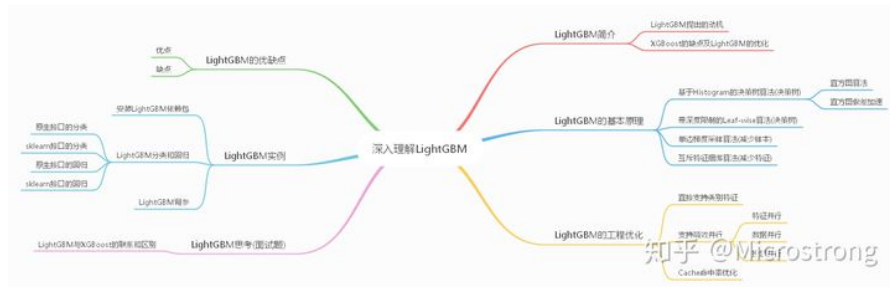 深入理解LightGBM
LightGBM简介
LightGBM提出的动机
XGBoost的缺点及LightGBM的优化
LightGBM的基本原理
基于Histogram的决策树算法(决策树)
直方图算法
直方图做差加速
带深度限制的Leaf-wise算法(决策树)
单边梯度采样算法(减少样本)
互斥特征捆绑算法(减少特征)
LightGBM的工程优化
直接支持类别特征
支持高效并行
特征并行
数据并行
投票并行
Cache命中率优化
LightGBM的优缺点
优点
缺点
LightGBM实例
安装LightGBM依赖包
LightGBM分类和回归
原生接口的分类
sklearn接口的分类
原生接口的回归
sklearn接口的回归
LightGBM调参
LightGBM思考(面试题)
LightGBM与XGBoost的联系和区别
知乎 @Microstrong